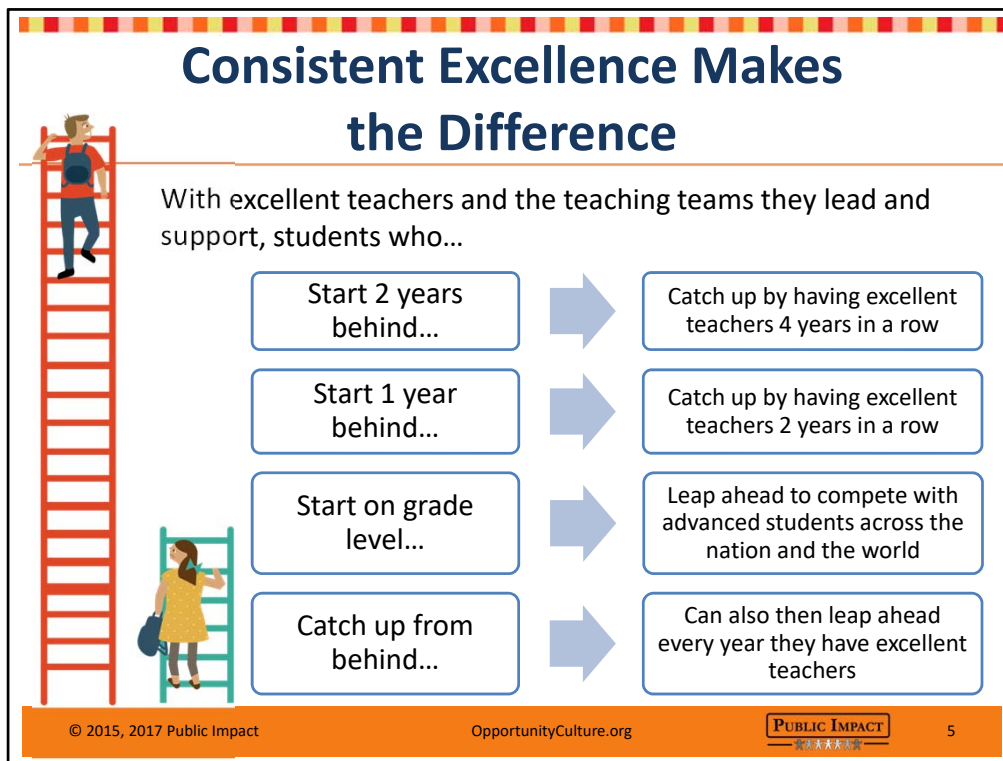 Consistent Excellence Makes
the Difference
With excellent teachers and the teaching teams they lead and
support, students who…
Start 2 years
behind…
Catch up by having excellent
teachers 4 years in a row
Start 1 year
behind…
Catch up by having excellent
teachers 2 years in a row
Start on grade
level…
Leap ahead to compete with
advanced students across the
nation and the world
Catch up from
behind…
Can also then leap ahead
every year they have excellent
teachers
© 2015, 2017 Public Impact
OpportunityCulture.org
PUBLIC IMPACT
5